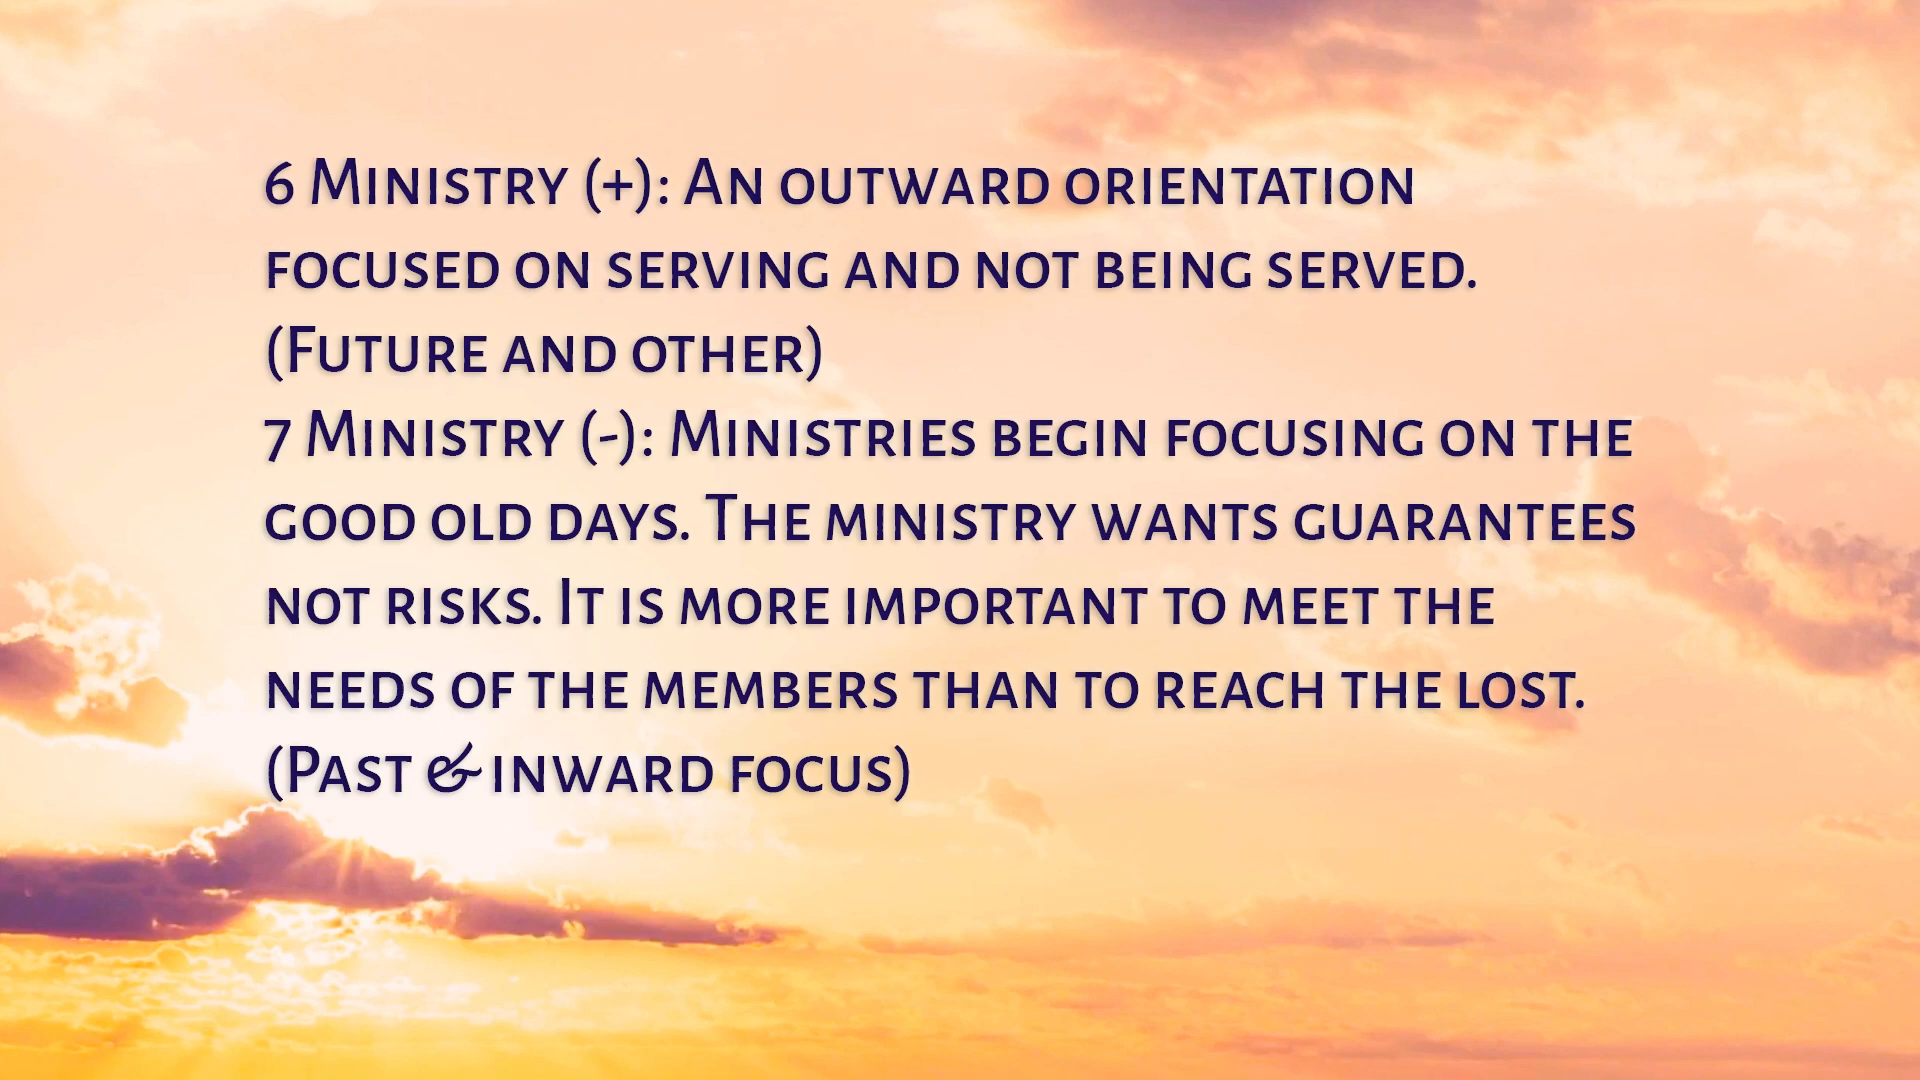 6 Ministry (+): An outward orientation
focused on serving and not being served.
(Future and other)
7 Ministry (-): Ministries begin focusing on the
good old days. The ministry wants guarantees
not risks. It is more important to meet the
needs of the members than to reach the lost.
(Past & inward focus)